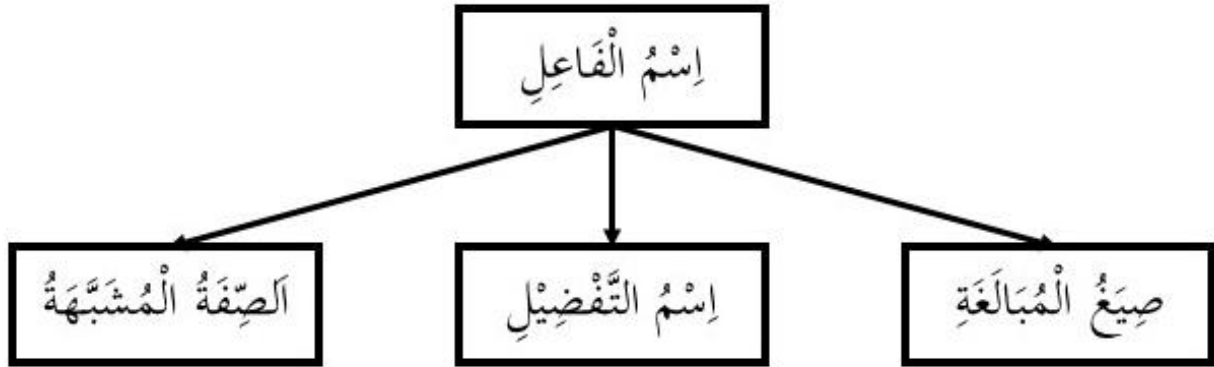 اِسْمُ الْفَاعِلِ
صِيَغُ الْمُبَالَغَةِ
اِسْمُ التَّفْضِيْلِ
اَلصِّفَةُ الْمُشَبَّهَةُ